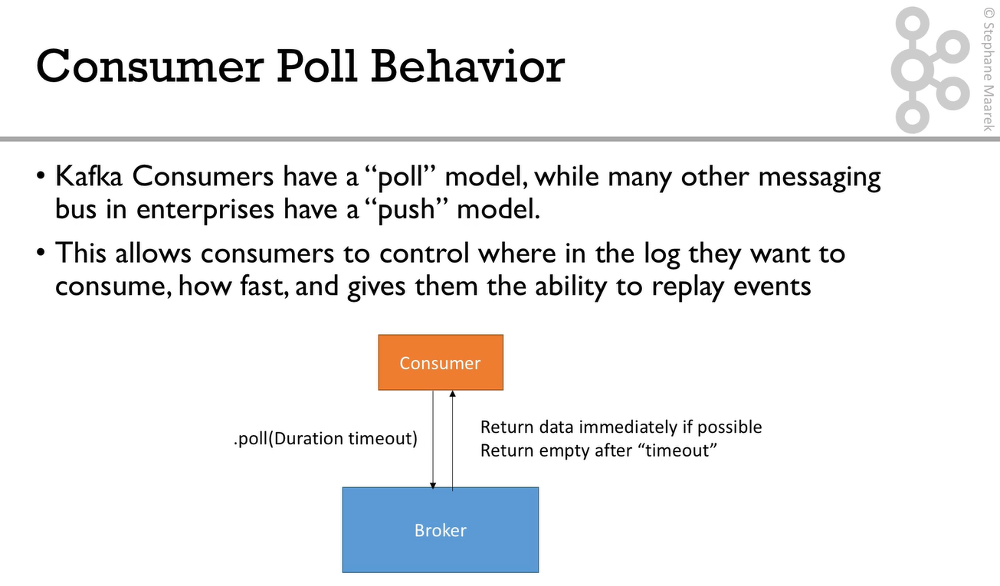 © Stephane Maarek
Consumer Poll Behavior
• Kafka Consumers have a “poll” model, while many other messaging
bus in enterprises have a “push” model.
• This allows consumers to control where in the log they want to
consume, how fast, and gives them the ability to replay events
Consumer
.poll(Duration timeout)
Return data immediately if possible
Return empty after “timeout”
Broker